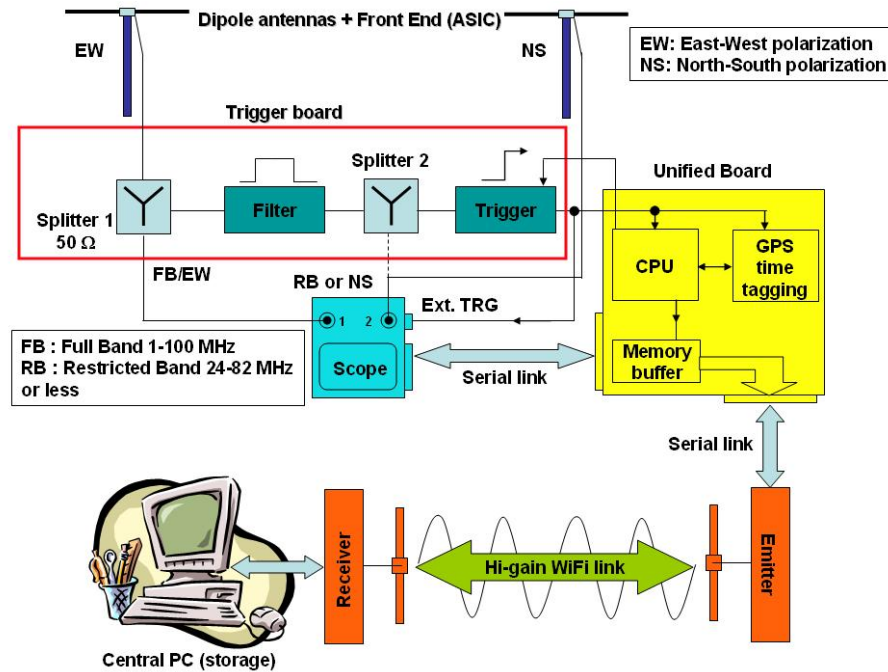 Dipole antennas + Front End (ASIC)
EW
NS
EW: East-West polarization
NS: North-South polarization
Trigger board
Splitter 2
Unified Board
Splitter 1
50 Ω
Filter
Trigger
CPU
GPS
time
tagging
FB/EW
RB or NS
Ext. TRG
1
2
Scope
Memory
buffer
FB : Full Band 1-100 MHz
RB : Restricted Band 24-82 MHz
or less
Serial link
Serial link
Receiver
Hi-gain WiFi link
Emitter
Central PC (storage)